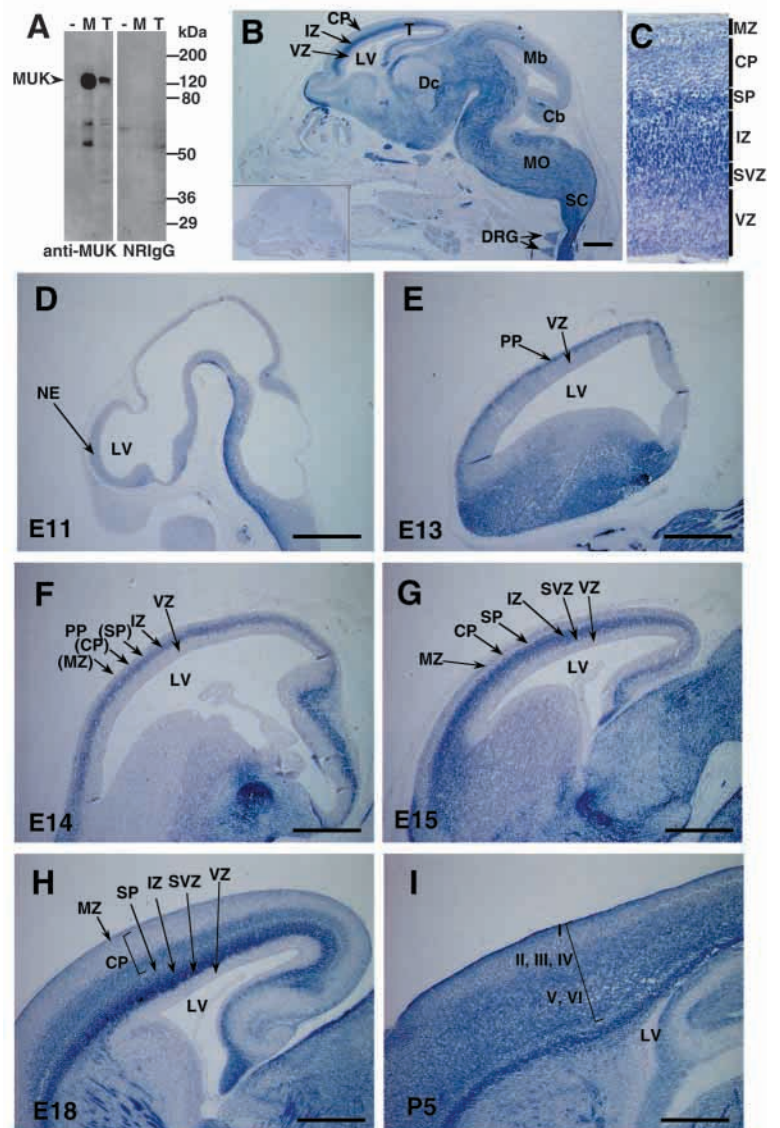 A
- M T - M T kDa
200
MUK
120
80
50
36
29
anti-MUK NRIgG
B
CP
IZ
VZ
LV
T
Dc
Mb
Cb
MO
SC
DRG
C
MZ
CP
SP
IZ
SVZ
VZ
D
NE
LV
E11
E
VZ
PP
LV
E13
F
VZ
IZ
PP (SP)
(CP)
(MZ)
LV
E14
G
SVZ VZ
IZ
SP
CP
MZ
LV
E15
H
VZ
SVZ
IZ
SP
MZ
CP
LV
E18
I
II, III, IV
V, VI
LV
P5